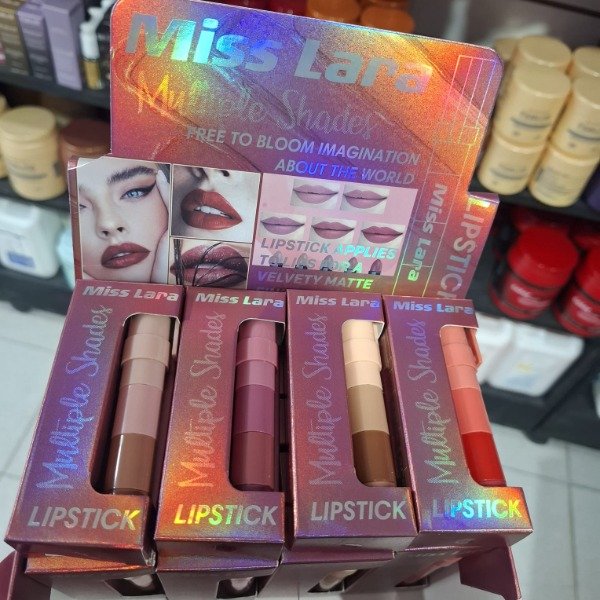 Miss Lara
Multiple Shades
FREE TO BLOOM IMAGINATION
ABOUT THE WORLD
LIPSTICK APPLIES
VELVETY MATTE
Miss Lara
LIPSTICK
Miss Lara
Multiple Shades
LIPSTICK
Miss Lara
Multiple Shades
LIPSTICK
Miss Lara
Multiple Shades
LIPSTICK
Miss Lara
Multiple Shades
LIPSTICK